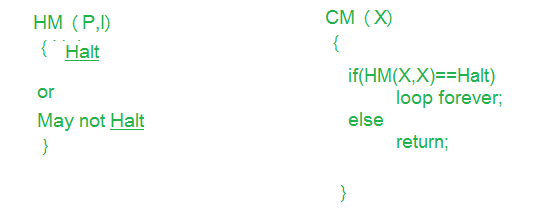 HM (P,I)
{ Halt
or
May not Halt
}
CM (X)
{
if(HM(X,X)==Halt)
loop forever;
else
return;
}